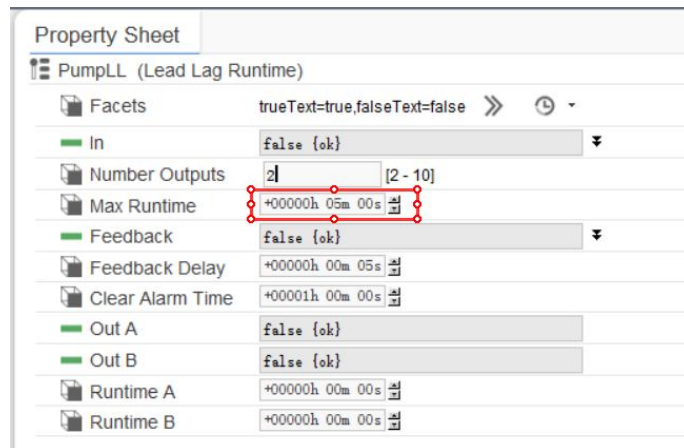 Property Sheet
PumpLL (Lead Lag Runtime)
Facets trueText=true,falseText=false
In false {ok}
Number Outputs 2 [2 - 10]
Max Runtime +00000h 05m 00s
Feedback false {ok}
Feedback Delay +00000h 00m 05s
Clear Alarm Time +00001h 00m 00s
Out A false {ok}
Out B false {ok}
Runtime A +00000h 00m 00s
Runtime B +00000h 00m 00s